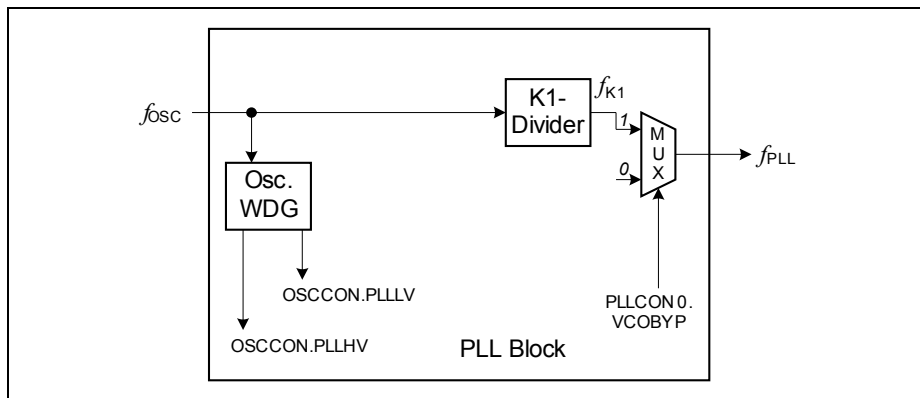 fOSC
K1-
Divider
fK1
1
0
M
U
X
fPLL
Osc.
WDG
OSCCON.PLLLV
OSCCON.PLLHV
PLLCON0.
VCOBYP
PLL Block